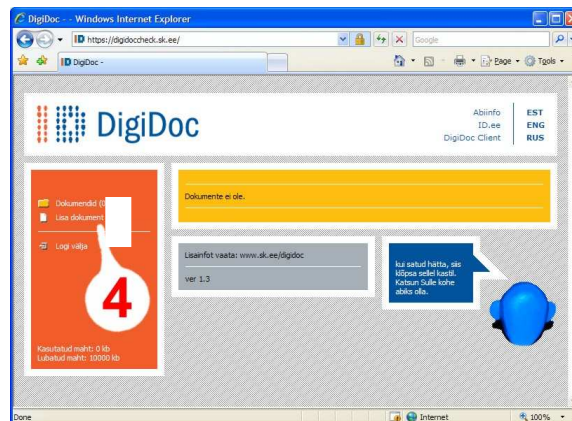 DigiDoc - - Windows Internet Explorer
https://digidoccheck.sk.ee/
Google
DigiDoc -
Page
Tools
DigiDoc
Abiinfo
ID.ee
DigiDoc Client
EST
ENG
RUS
Dokumendid (0
Lisa dokument
Logi välja
4
Kasutatud maht: 0 kb
Lubatud maht: 10000 kb
Dokumente ei ole.
Lisainfot vaata: www.sk.ee/digidoc
ver 1.3
kui satud hätta, siis
klõpsa sellel kastil.
Katsun Sulle kohe
abiks olla.
Done
Internet
100%